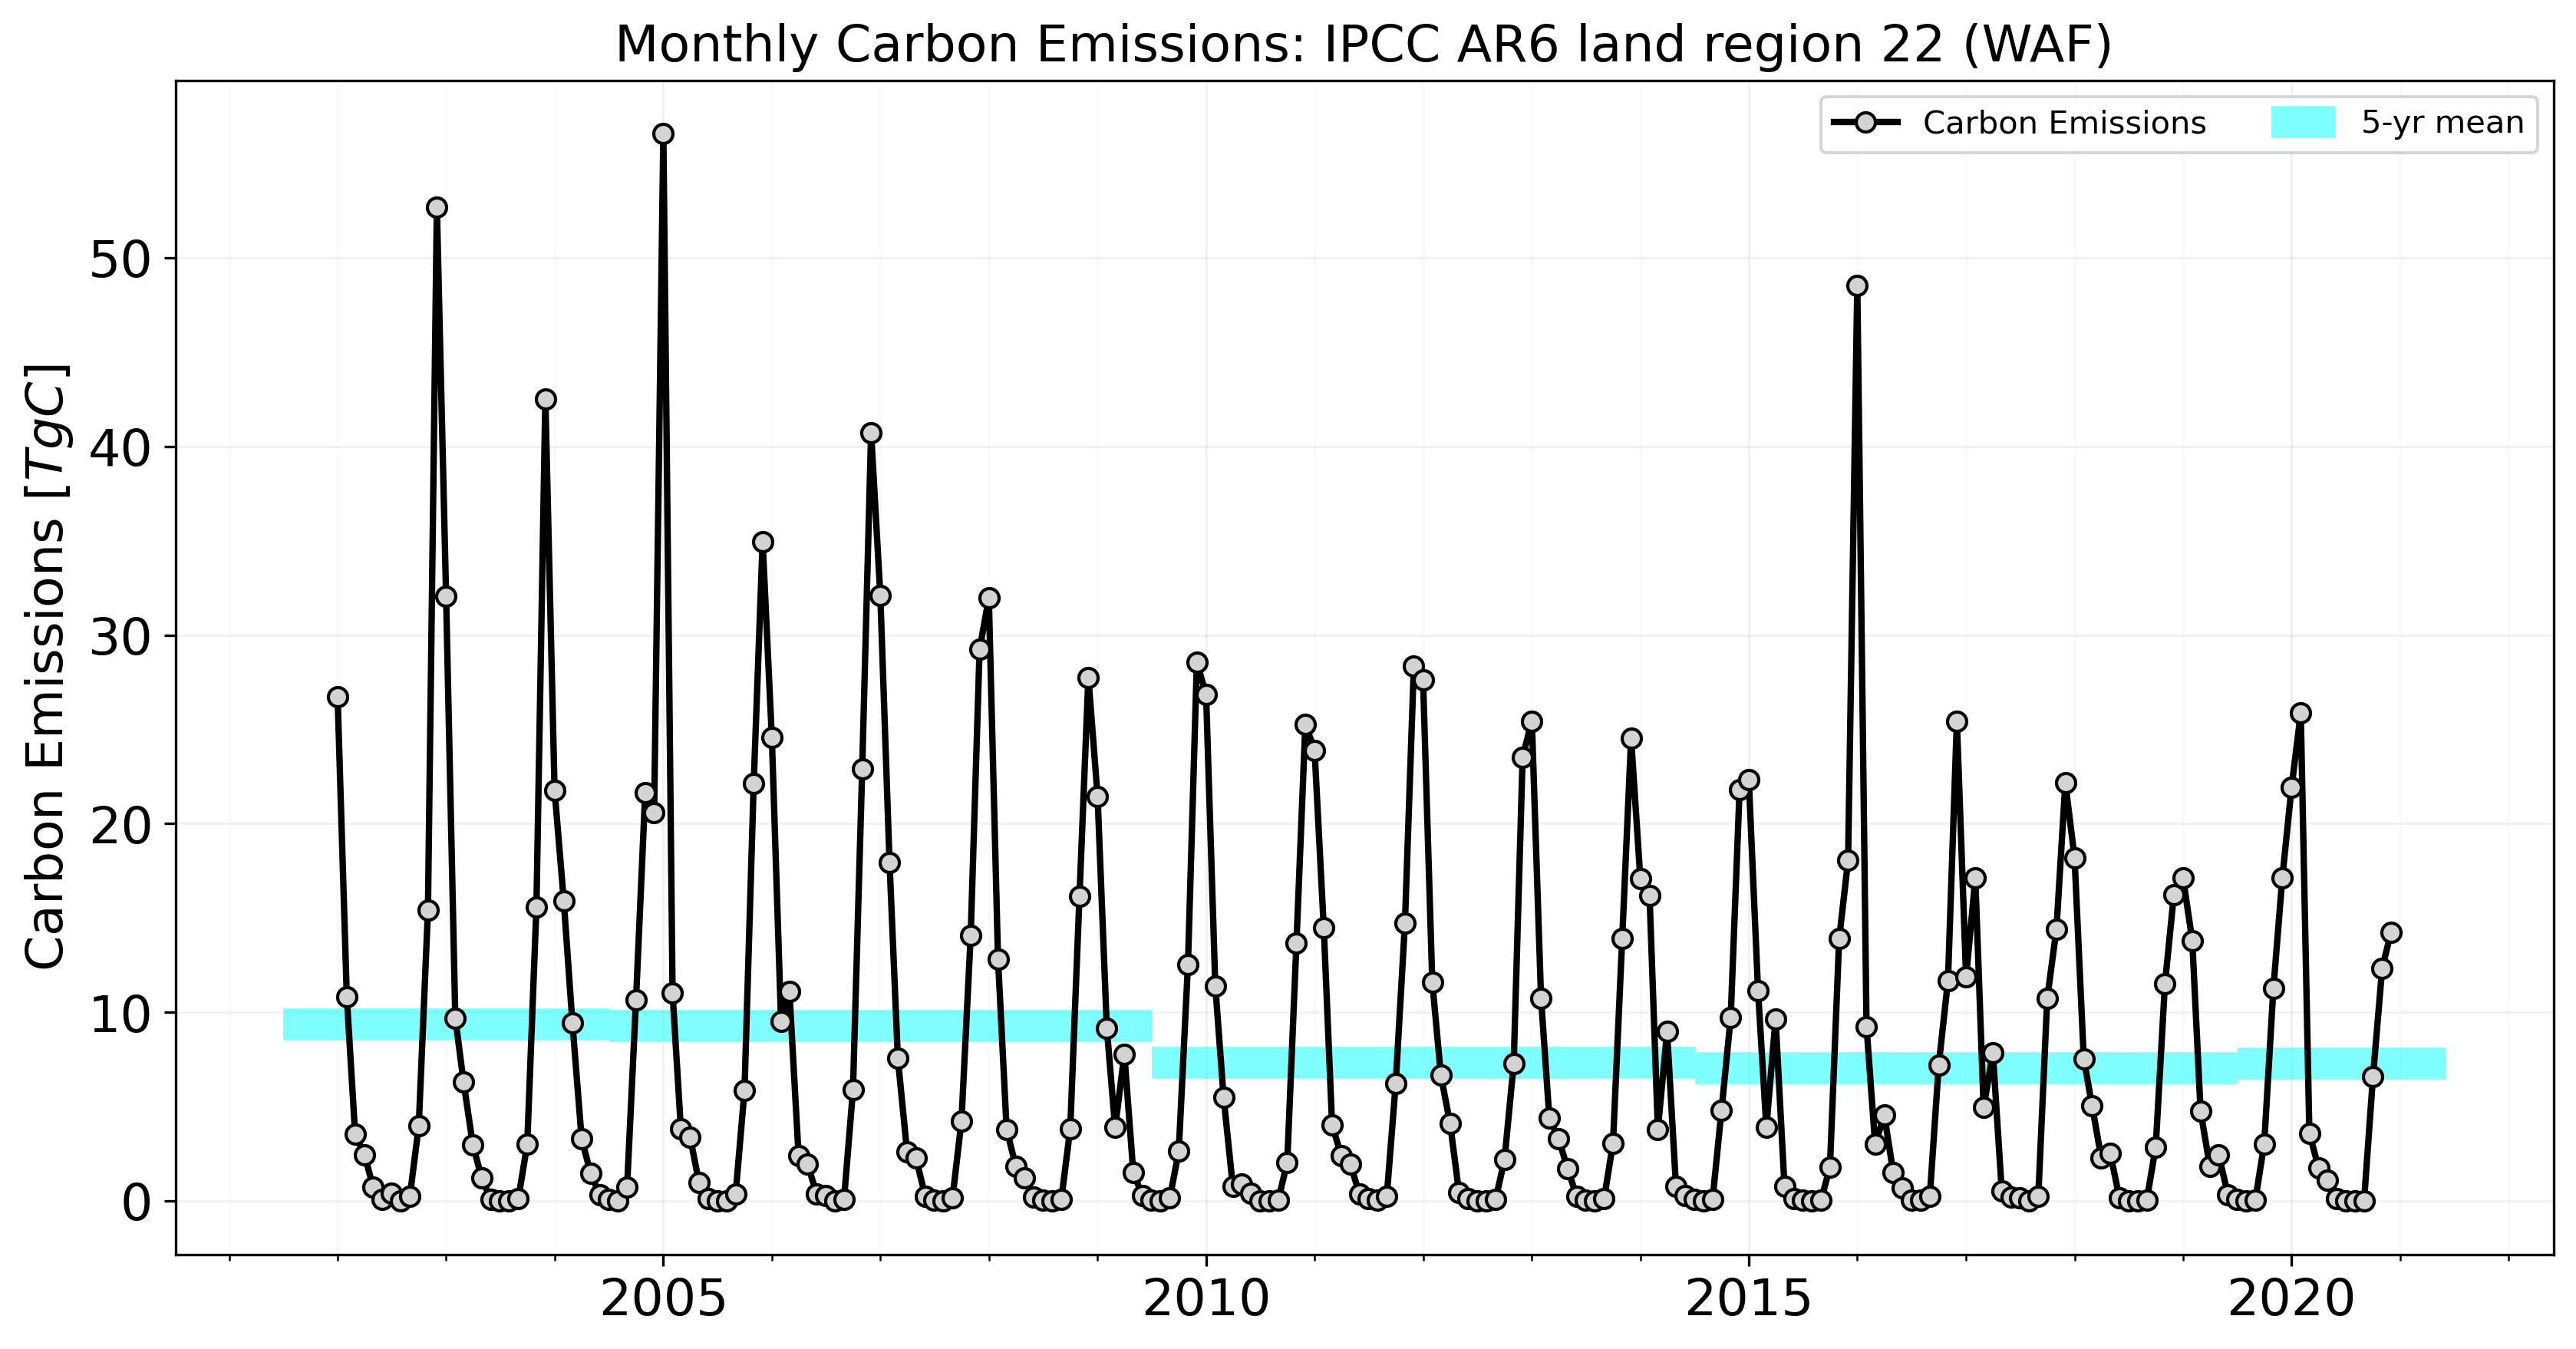 Monthly Carbon Emissions: IPCC AR6 land region 22 (WAF)
Carbon Emissions 5-yr mean
Carbon Emissions [TgC]
50
40
30
20
10
0
2005 2010 2015 2020